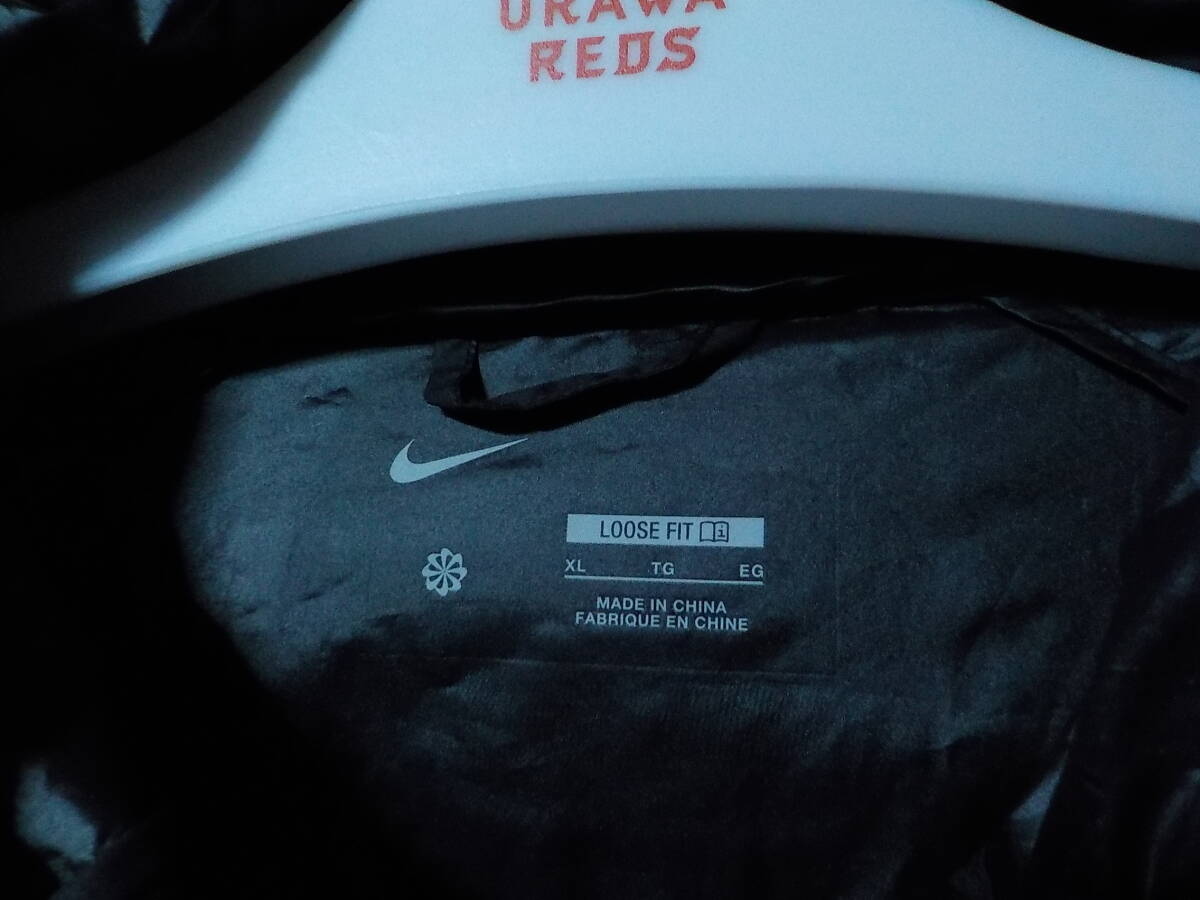 URAWA
REDS
LOOSE FIT
XL TG EG
MADE IN CHINA
FABRIQUE EN CHINE